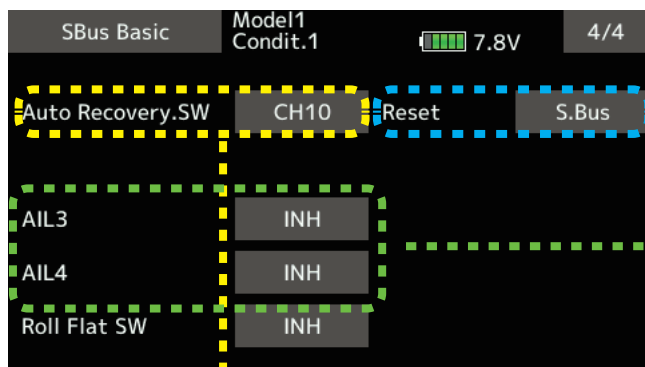 SBus Basic Model1 Condit.1 7.8V 4/4
Auto Recovery.SW CH10 Reset S.Bus
AIL3 INH
AIL4 INH
Roll Flat SW INH